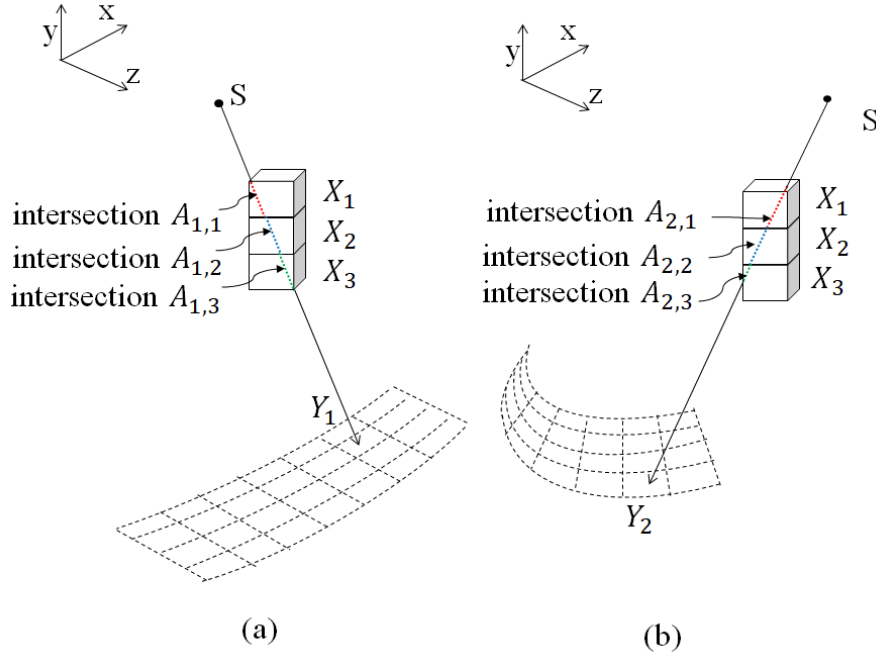 y
x
z
S
X₁
X₂
X₃
intersection A₁,₁
intersection A₁,₂
intersection A₁,₃
Y₁
(a)
y
x
z
S
X₁
X₂
X₃
intersection A₂,₁
intersection A₂,₂
intersection A₂,₃
Y₂
(b)